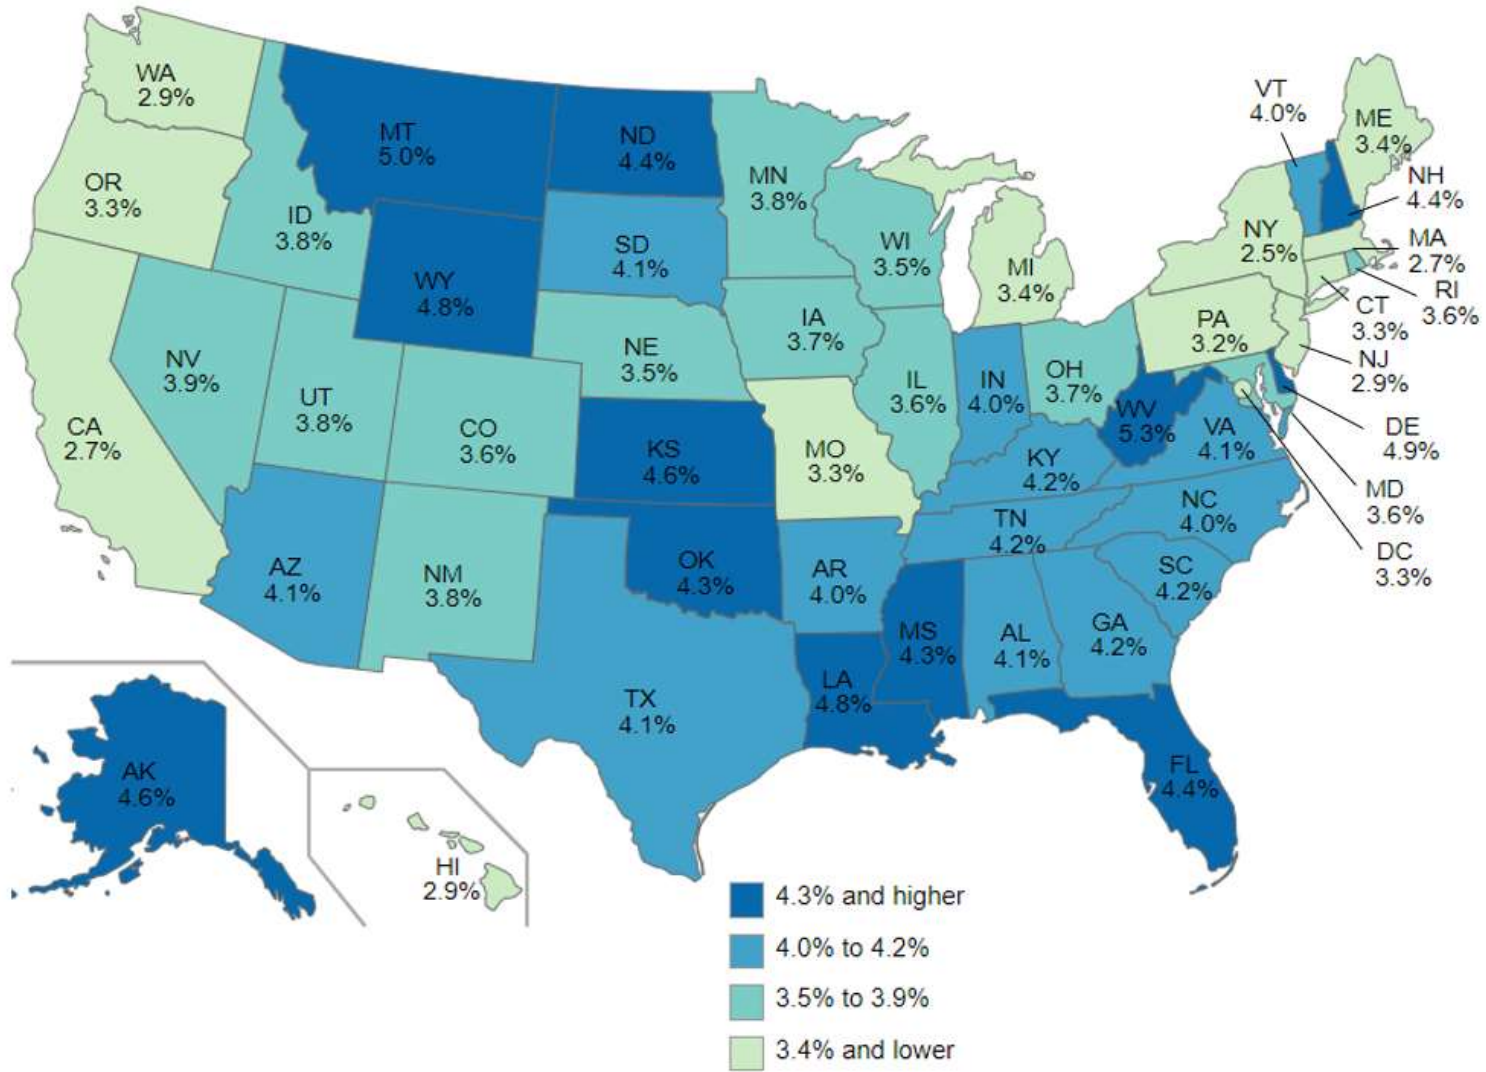 WA
2.9%
MT
5.0%
ND
4.4%
VT
4.0%
ME
3.4%
OR
3.3%
ID
3.8%
MN
3.8%
NH
4.4%
SD
4.1%
WI
3.5%
NY
2.5%
MA
2.7%
WY
4.8%
MI
3.4%
RI
3.6%
CT
3.3%
IA
3.7%
PA
3.2%
NV
3.9%
NE
3.5%
NJ
2.9%
UT
3.8%
IL
3.6%
IN
4.0%
OH
3.7%
WV
5.3%
CA
2.7%
CO
3.6%
KS
4.6%
MO
3.3%
KY
4.2%
VA
4.1%
DE
4.9%
MD
3.6%
NC
4.0%
TN
4.2%
DC
3.3%
AZ
4.1%
NM
3.8%
OK
4.3%
AR
4.0%
SC
4.2%
MS
4.3%
AL
4.1%
GA
4.2%
LA
4.8%
TX
4.1%
FL
4.4%
AK
4.6%
HI
2.9%
4.3% and higher
4.0% to 4.2%
3.5% to 3.9%
3.4% and lower